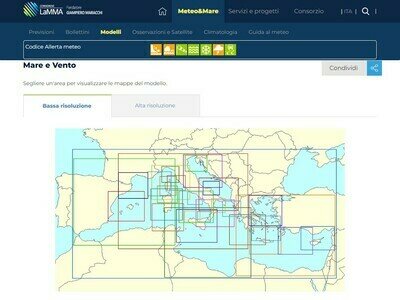 CONSORZIO
LaMMA
Fondazione
GIAMPIERO MARACCHI
Meteo&Mare
Servizi e progetti
Consorzio
ITA
Previsioni
Bollettini
Modelli
Osservazioni e Satellite
Climatologia
Guida al meteo
Codice Allerta meteo
Mare e Vento
Condividi
Segliere un'area per visualizzare le mappe del modello
Bassa risoluzione
Alta risoluzione